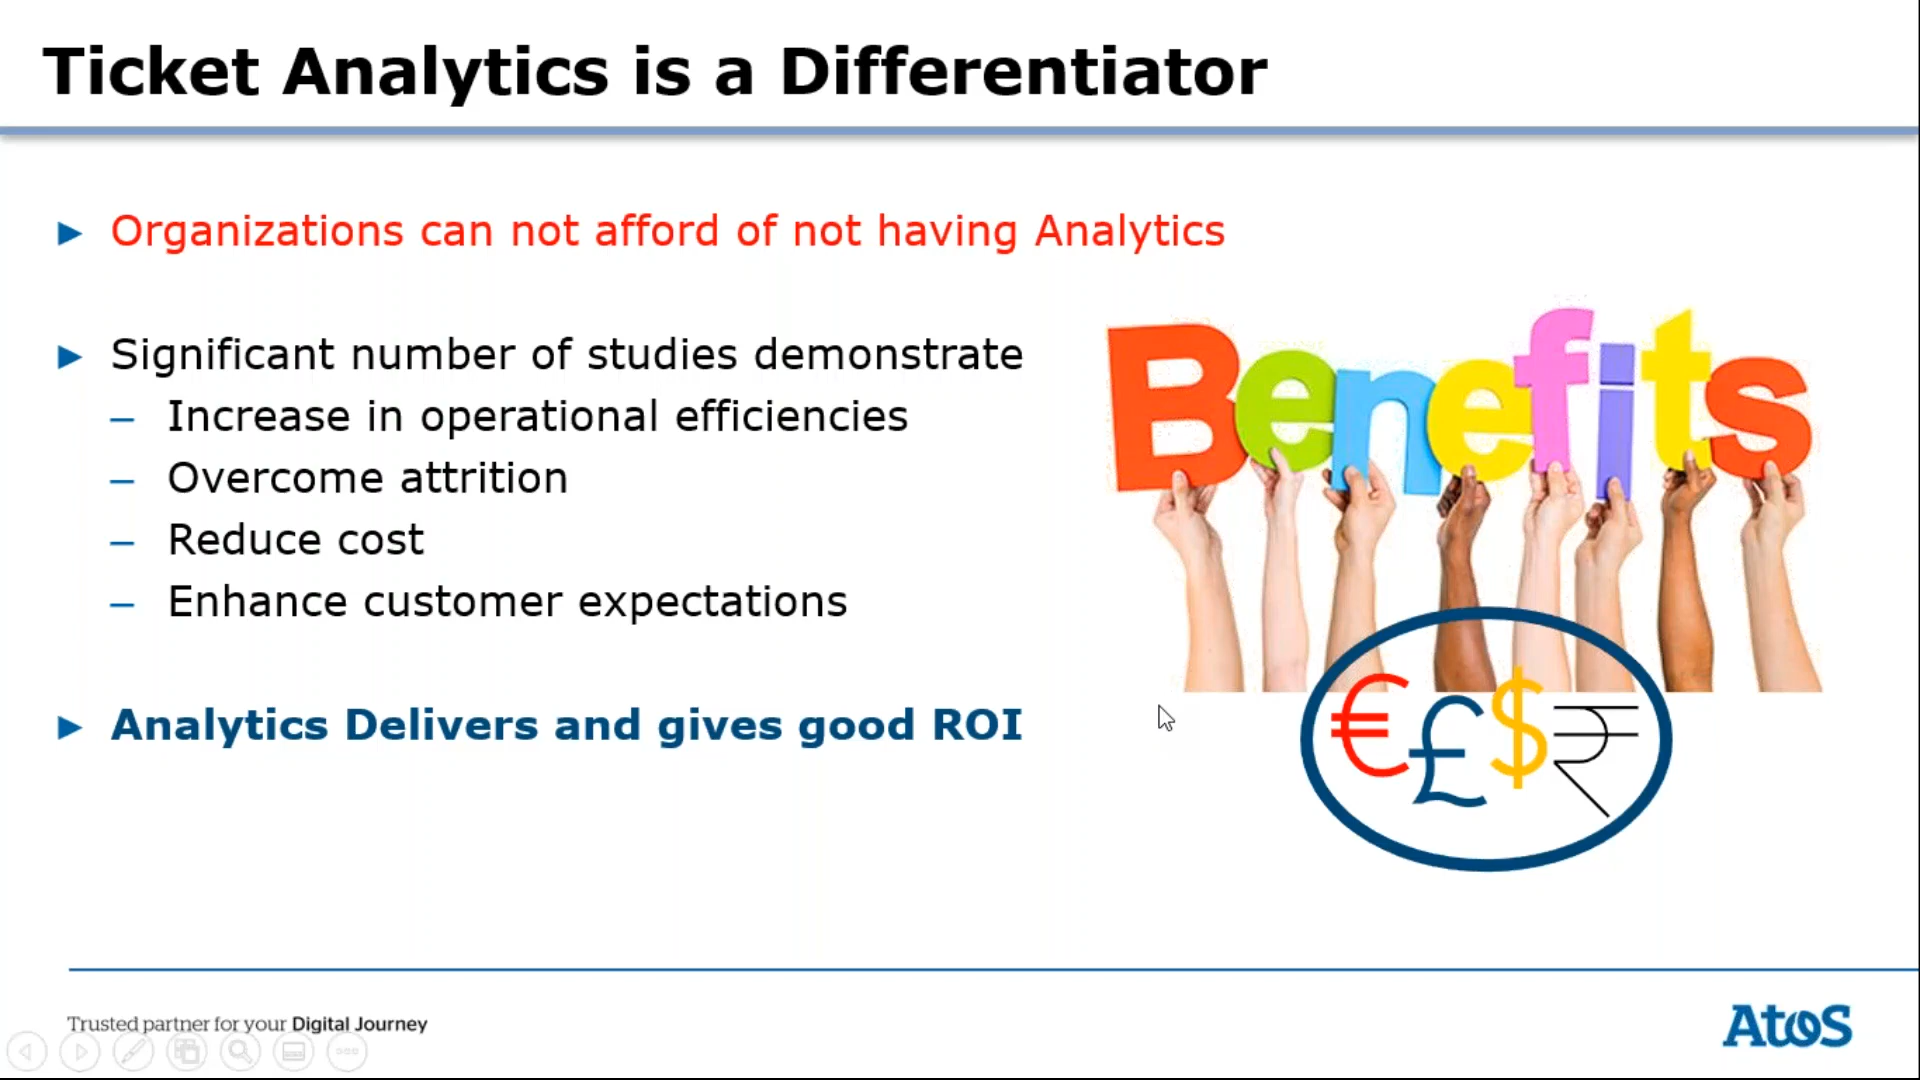 Ticket Analytics is a Differentiator
► Organizations can not afford of not having Analytics
► Significant number of studies demonstrate
– Increase in operational efficiencies
– Overcome attrition
– Reduce cost
– Enhance customer expectations
► Analytics Delivers and gives good ROI
Benefits
€ £ $ ₹
Trusted partner for your Digital Journey
Atos